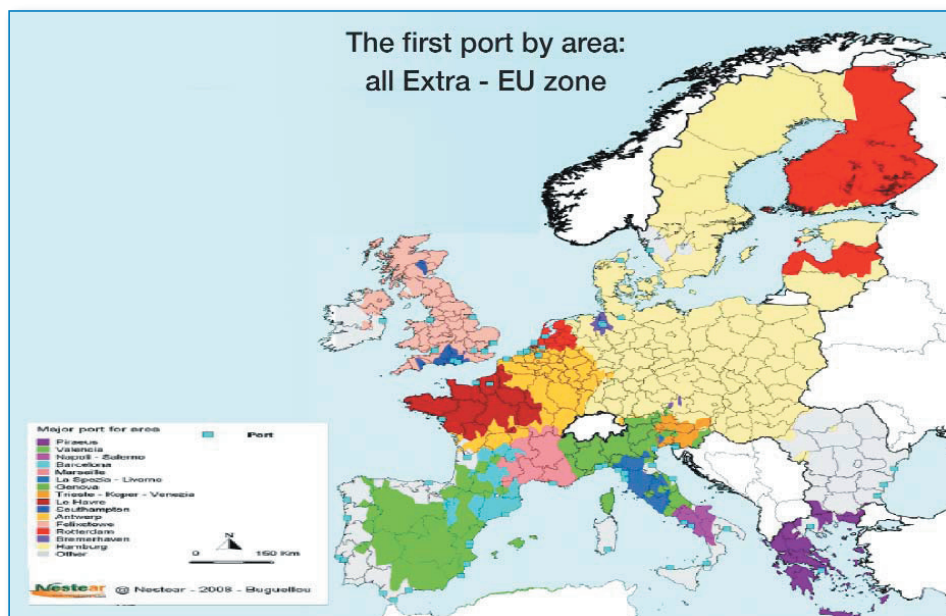 The first port by area:
all Extra - EU zone
Major port for area
Port
Piraeus
Valencia
Napoli - Salerno
Barcelona
Marseille
La Spezia - Livorno
Genova
Trieste - Koper - Venezia
Le Havre
Southampton
Antwerp
Felixstowe
Rotterdam
Bremerhaven
Hamburg
Other
N
0 150 Km
Nestear @ Nestear - 2008 - Buguellou